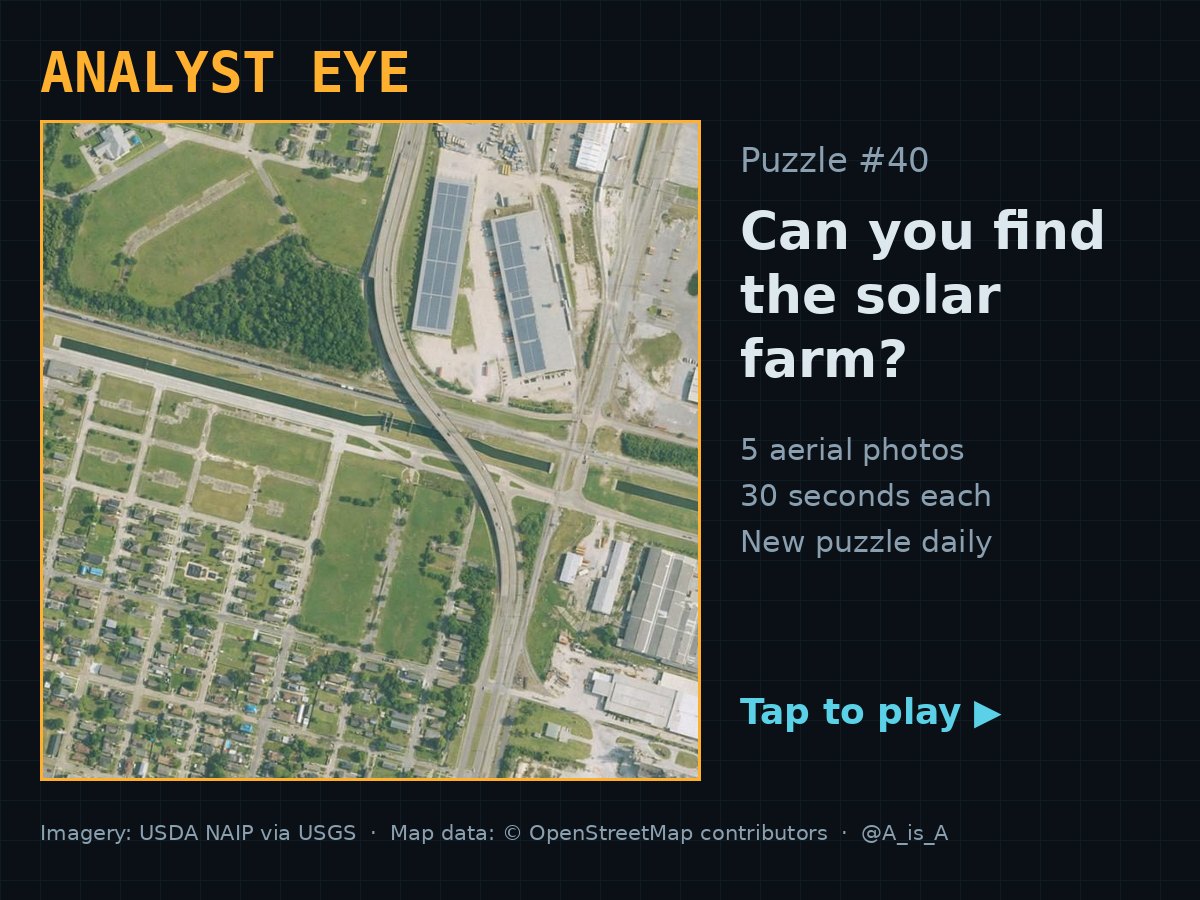 ANALYST EYE
Puzzle #40
Can you find
the solar
farm?
5 aerial photos
30 seconds each
New puzzle daily
Tap to play ▶
Imagery: USDA NAIP via USGS · Map data: © OpenStreetMap contributors · @A_is_A